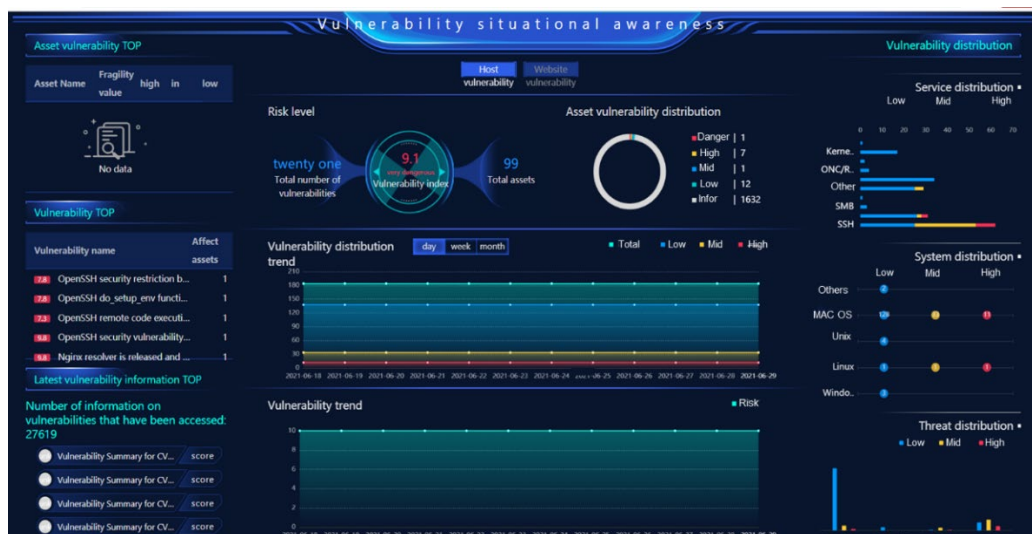 Vulnerability situational awareness
Asset vulnerability TOP
Asset Name Fragility value high in low
No data
Vulnerability TOP
Vulnerability name Affect assets
7.8 OpenSSH security restriction b... 1
7.8 OpenSSH do_setup_env functi... 1
7.3 OpenSSH remote code executi... 1
9.8 OpenSSH security vulnerability... 1
9.8 Nginx resolver is released and ... 1
Latest vulnerability information TOP
Number of information on
vulnerabilities that have been accessed:
27619
Vulnerability Summary for CV... score
Vulnerability Summary for CV... score
Vulnerability Summary for CV... score
Vulnerability Summary for CV... score
Host Website
vulnerability vulnerability
Risk level
twenty one
Total number of
vulnerabilities
9.1
very dangerous
Vulnerability index
99
Total assets
Asset vulnerability distribution
Danger | 1
High | 7
Mid | 1
Low | 12
Infor | 1632
Vulnerability distribution
trend
day week month
Total Low Mid High
210
180
150
120
90
60
30
0
2021-06-18 2021-06-19 2021-06-20 2021-06-21 2021-06-22 2021-06-23 2021-06-24 06-25 2021-06-26 2021-06-27 2021-06-28 2021-06-29
Vulnerability trend
Risk
10
8
6
4
2
0
Vulnerability distribution
Service distribution
Low Mid High
0 10 20 30 40 50 60 70
Kerne..
ONC/R..
Other
SMB
SSH
System distribution
Low Mid High
Others 2
MAC OS
Unix 4
Linux 1 1 1
Windo.. 3
Threat distribution
Low Mid High